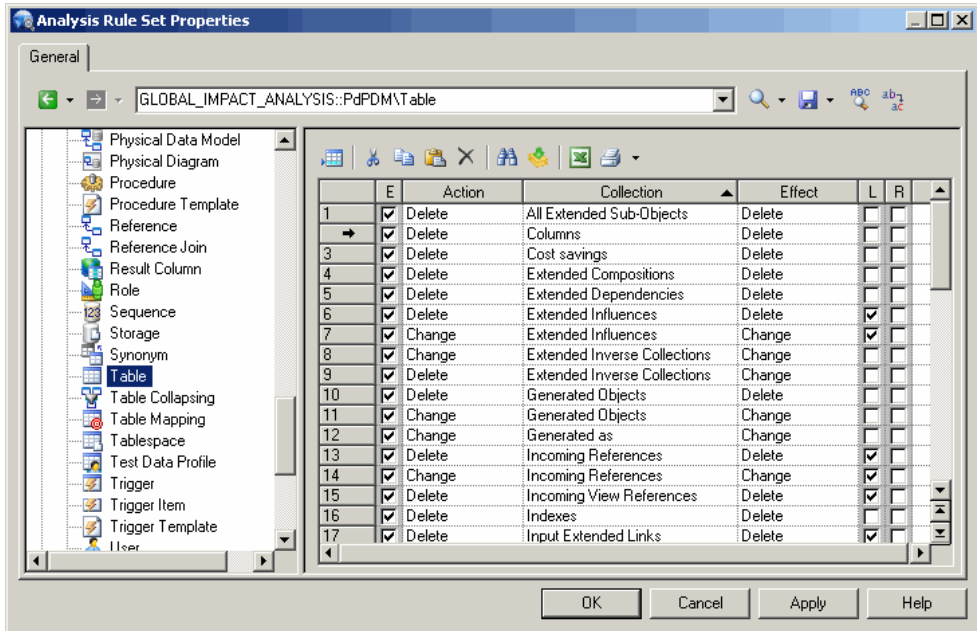 Analysis Rule Set Properties
General
GLOBAL_IMPACT_ANALYSIS::PdPDM\Table
ABC
ab
ac
Physical Data Model
Physical Diagram
Procedure
Procedure Template
Reference
Reference Join
Result Column
Role
123 Sequence
Storage
Synonym
Table
Table Collapsing
Table Mapping
Tablespace
Test Data Profile
Trigger
Trigger Item
Trigger Template
User
E Action Collection Effect L R
1 Delete All Extended Sub-Objects Delete
Delete Columns Delete
3 Delete Cost savings Delete
4 Delete Extended Compositions Delete
5 Delete Extended Dependencies Delete
6 Delete Extended Influences Delete
7 Change Extended Influences Change
8 Change Extended Inverse Collections Change
9 Delete Extended Inverse Collections Change
10 Delete Generated Objects Delete
11 Change Generated Objects Change
12 Change Generated as Change
13 Delete Incoming References Delete
14 Change Incoming References Change
15 Delete Incoming View References Delete
16 Delete Indexes Delete
17 Delete Input Extended Links Delete
OK Cancel Apply Help